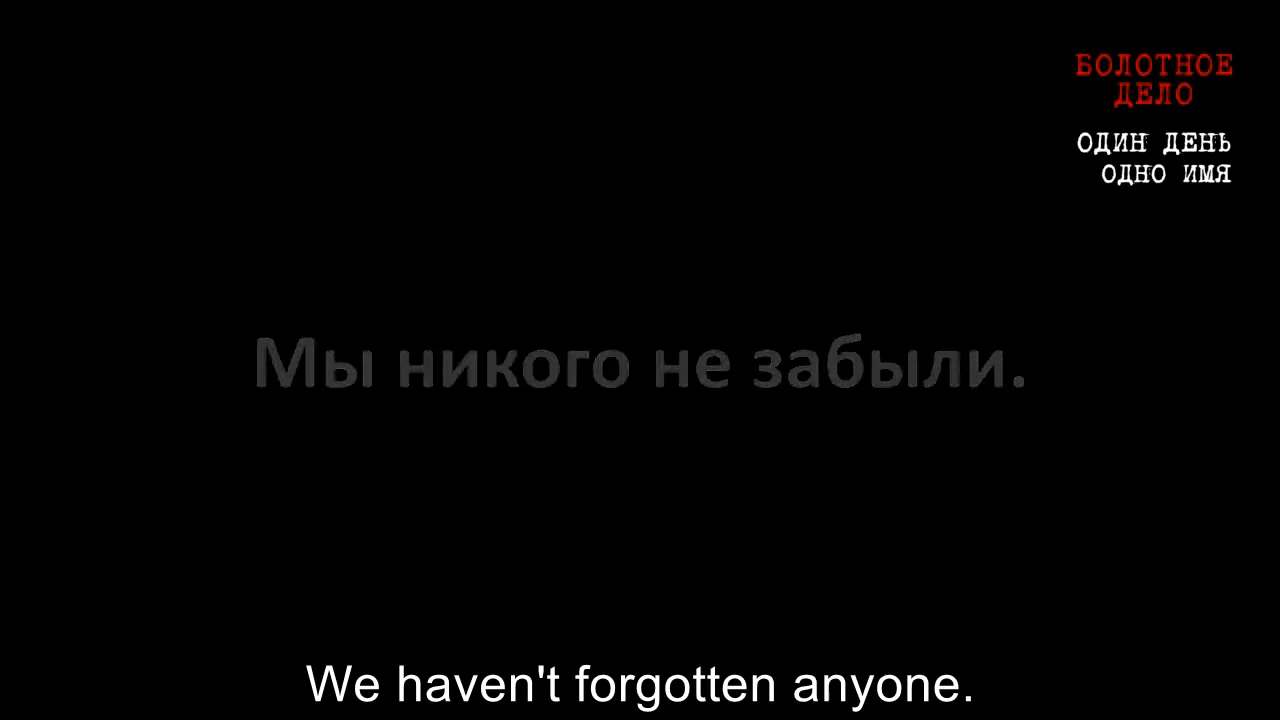 БОЛОТНОЕ
ДЕЛО
ОДИН ДЕНЬ
ОДНО ИМЯ
Мы никого не забыли.
We haven't forgotten anyone.